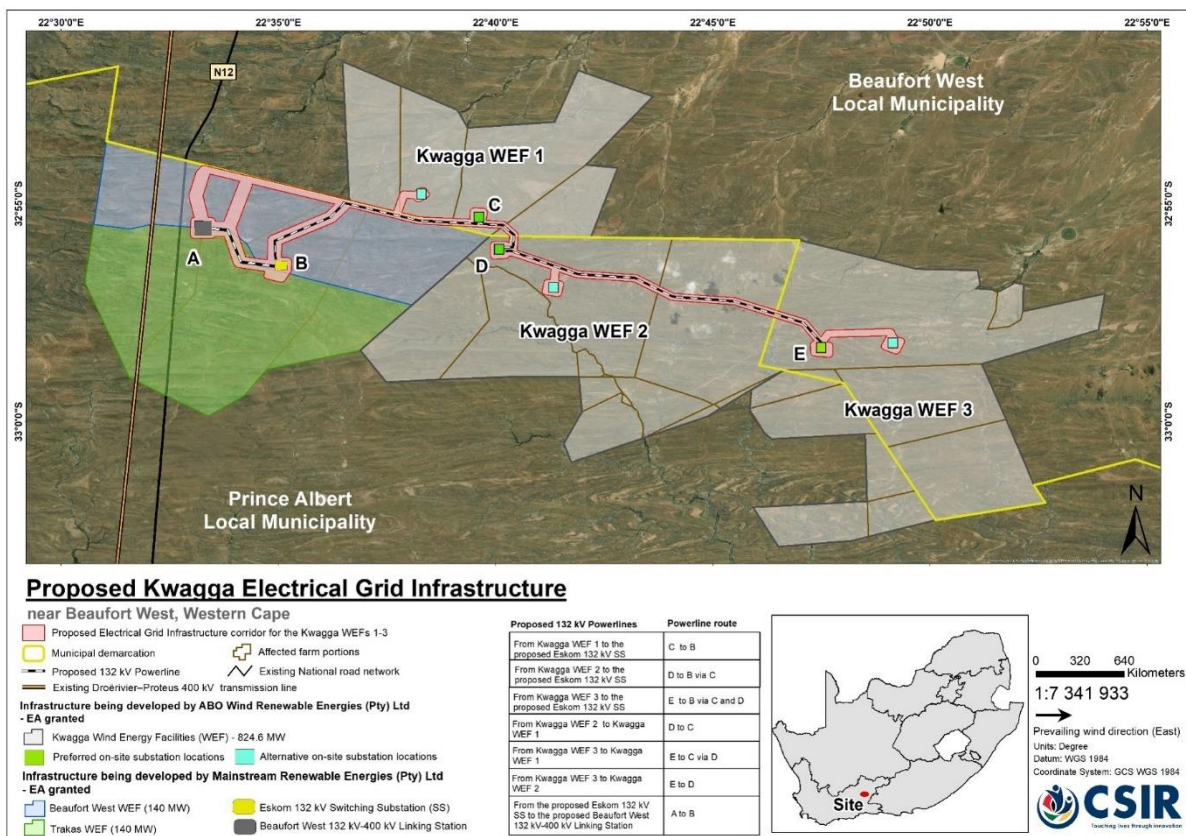 22°30'0"E
22°35'0"E
22°40'0"E
22°45'0"E
22°50'0"E
22°55'0"E
N12
Beaufort West
Local Municipality
Kwagga WEF 1
32°55'0"S
32°55'0"S
C
A
B
D
Kwagga WEF 2
E
Kwagga WEF 3
33°0'0"S
33°0'0"S
Prince Albert
Local Municipality
N
Proposed Kwagga Electrical Grid Infrastructure
near Beaufort West, Western Cape
Proposed Electrical Grid Infrastructure corridor for the Kwagga WEFs 1-3
Municipal demarcation
Affected farm portions
Proposed 132 kV Powerline
Existing National road network
Existing Droërivier–Proteus 400 kV transmission line
Infrastructure being developed by ABO Wind Renewable Energies (Pty) Ltd
- EA granted
Kwagga Wind Energy Facilities (WEF) - 824.6 MW
Preferred on-site substation locations
Alternative on-site substation locations
Infrastructure being developed by Mainstream Renewable Energies (Pty) Ltd
- EA granted
Beaufort West WEF (140 MW)
Eskom 132 kV Switching Substation (SS)
Trakas WEF (140 MW)
Beaufort West 132 kV-400 kV Linking Station
Proposed 132 kV Powerlines
Powerline route
From Kwagga WEF 1 to the
proposed Eskom 132 kV SS
C to B
From Kwagga WEF 2 to the
proposed Eskom 132 kV SS
D to B via C
From Kwagga WEF 3 to the
proposed Eskom 132 kV SS
E to B via C and D
From Kwagga WEF 2 to Kwagga
WEF 1
D to C
From Kwagga WEF 3 to Kwagga
WEF 1
E to C via D
From Kwagga WEF 3 to Kwagga
WEF 2
E to D
From the proposed Eskom 132 kV
SS to the proposed Beaufort West
132 kV-400 kV Linking Station
A to B
Site
0 320 640
Kilometers
1:7 341 933
Prevailing wind direction (East)
Units: Degree
Datum: WGS 1984
Coordinate System: GCS WGS 1984
CSIR
Touching lives through innovation